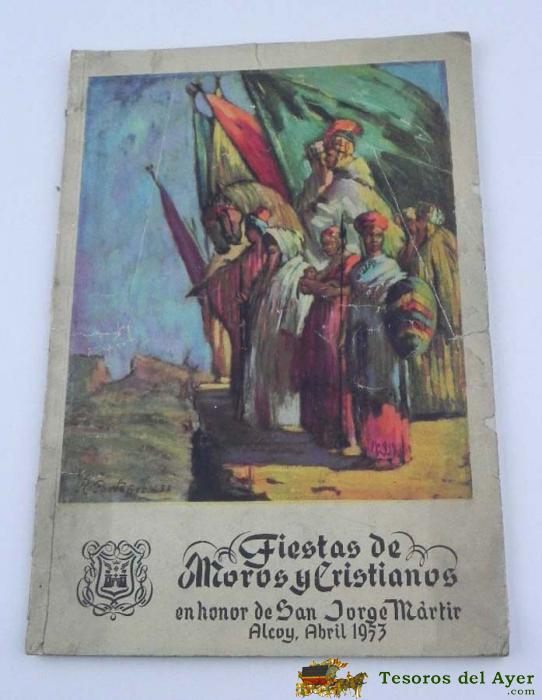 Fiestas de
Moros y Cristianos
en honor de San Jorge Mártir
Alcoy, Abril 1953
Tesoros del Ayer
.com